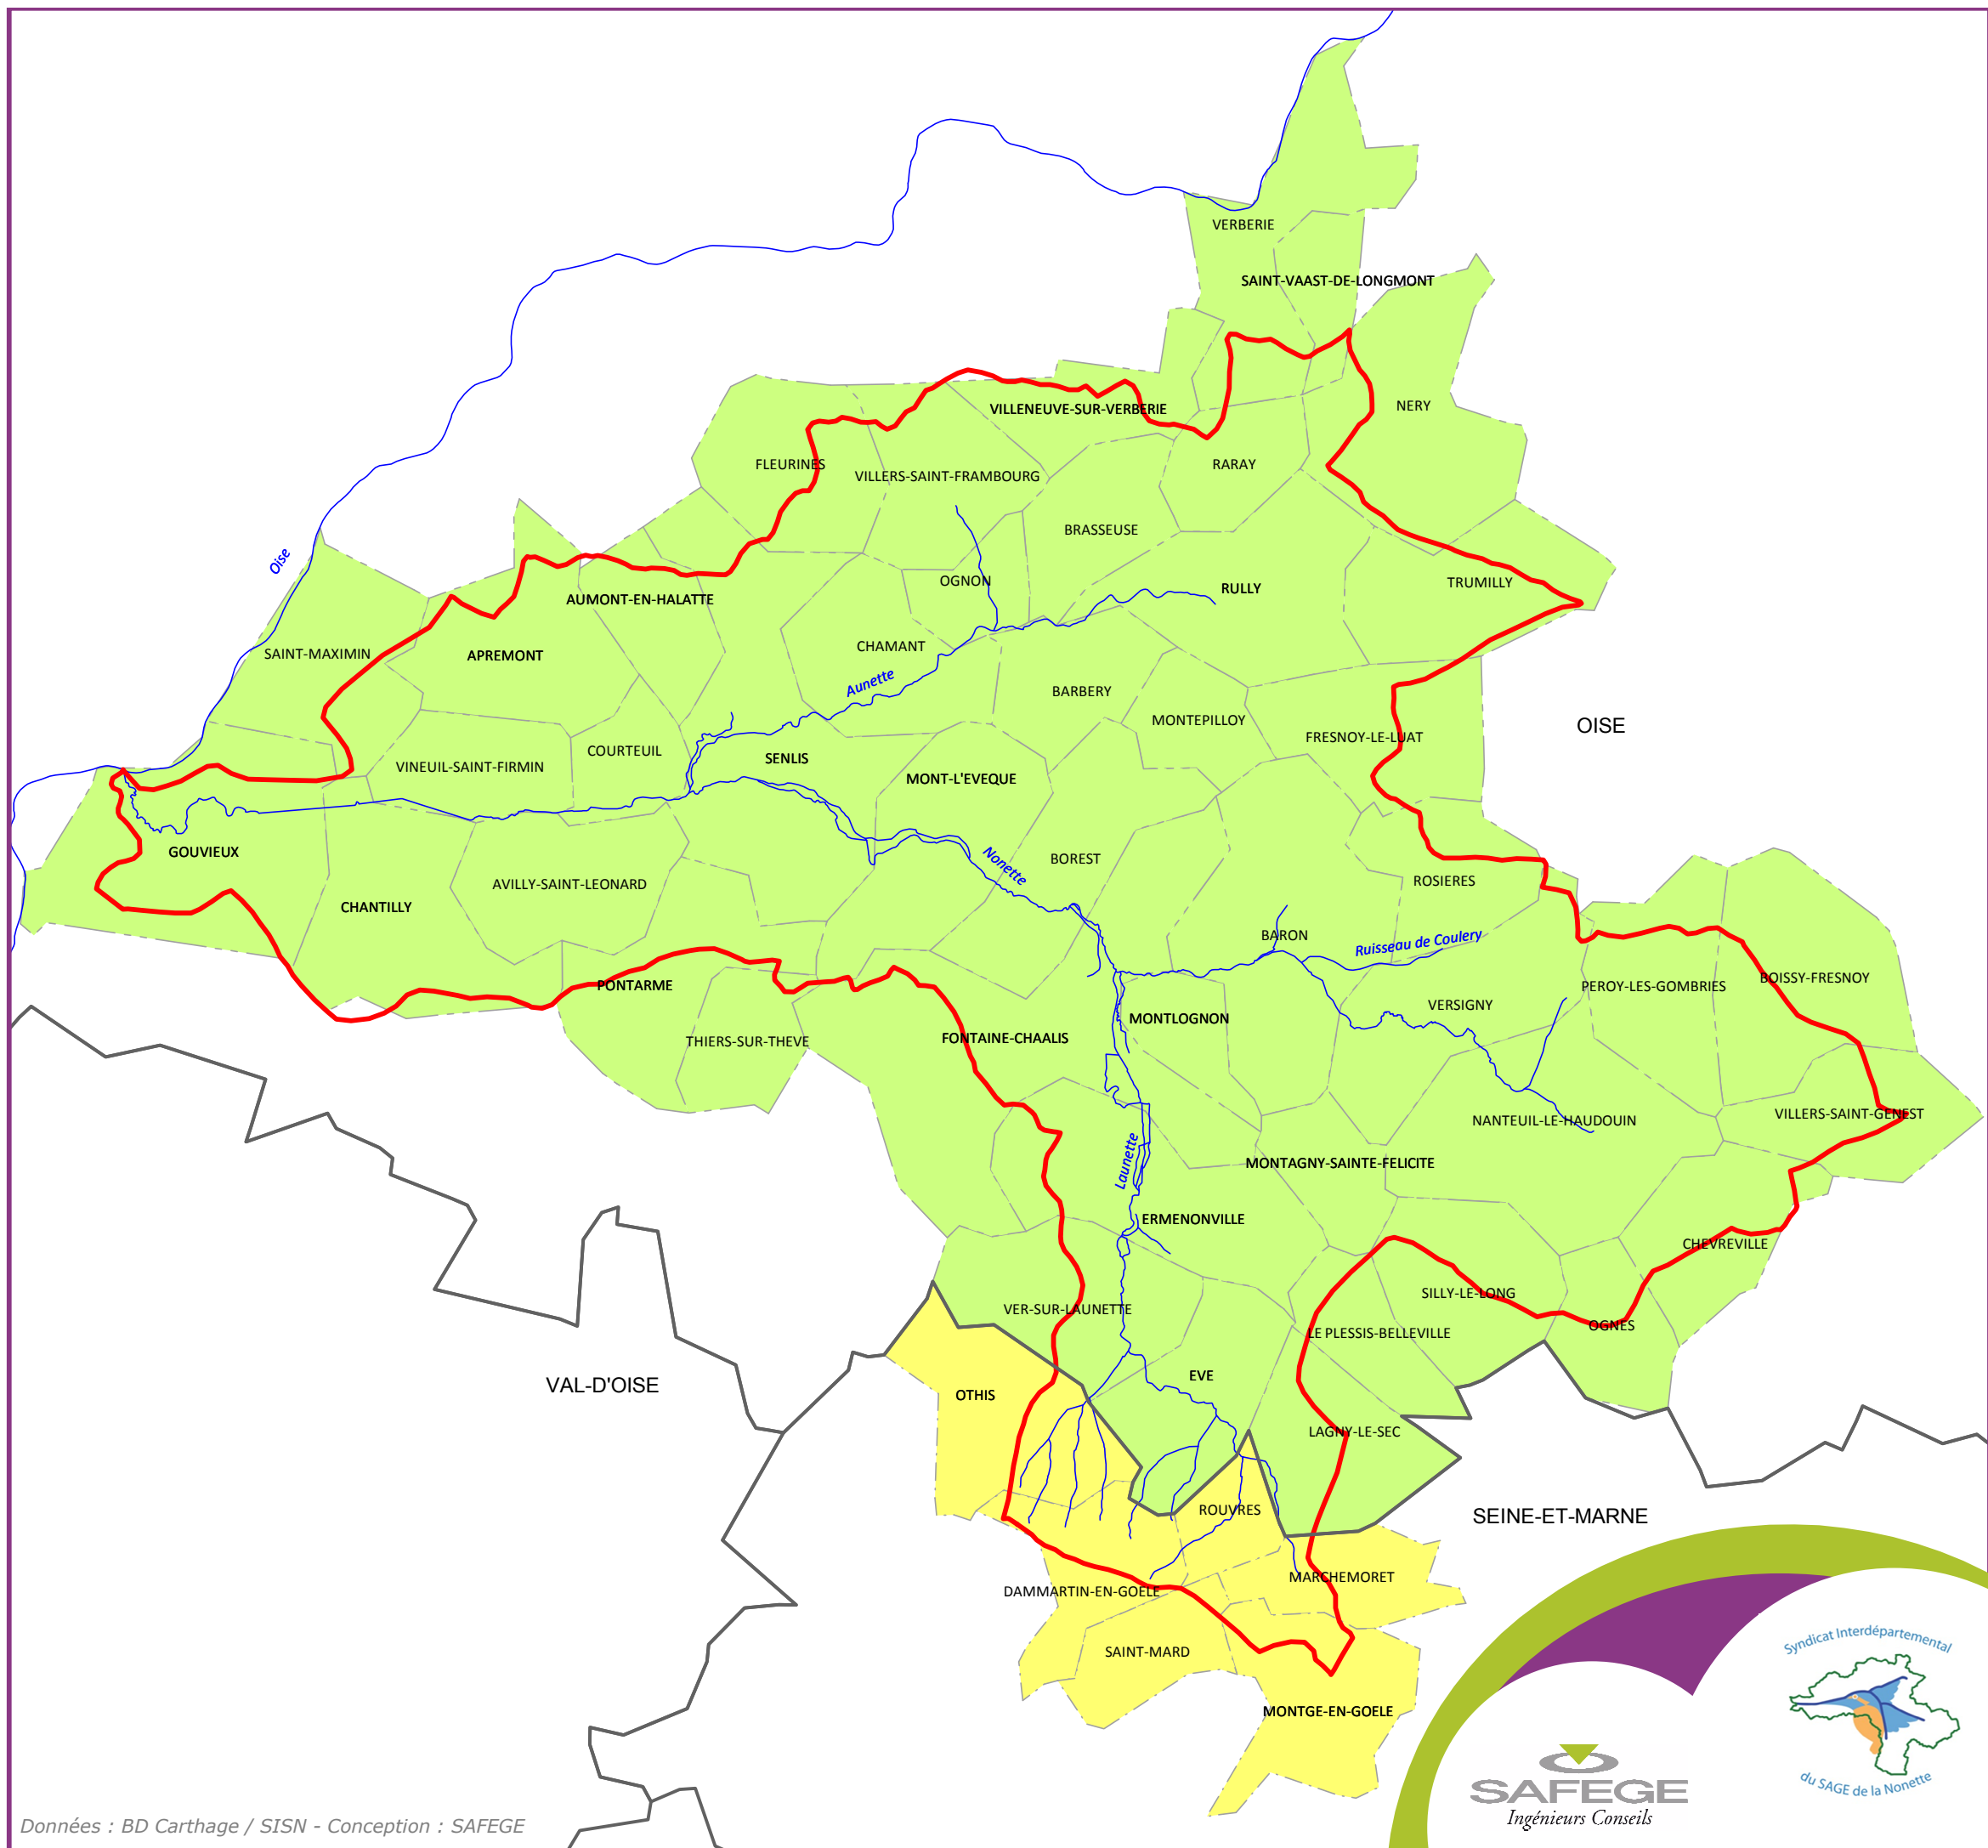 VERBERIE
SAINT-VAAST-DE-LONGMONT
VILLENEUVE-SUR-VERBERIE
NERY
FLEURINES
VILLERS-SAINT-FRAMBOURG
RARAY
BRASSEUSE
Oise
OGNON
RULLY
TRUMILLY
AUMONT-EN-HALATTE
SAINT-MAXIMIN
APREMONT
CHAMANT
Aunette
BARBERY
MONTEPILLOY
OISE
FRESNOY-LE-LUAT
COURTEUIL
SENLIS
VINEUIL-SAINT-FIRMIN
MONT-L'EVEQUE
GOUVIEUX
Nonette
BOREST
AVILLY-SAINT-LEONARD
ROSIERES
CHANTILLY
BARON
Ruisseau de Coulery
PONTARME
PEROY-LES-GOMBRIES
BOISSY-FRESNOY
VERSIGNY
MONTLOGNON
THIERS-SUR-THEVE
FONTAINE-CHAALIS
NANTEUIL-LE-HAUDOUIN
VILLERS-SAINT-GENEST
Launette
MONTAGNY-SAINTE-FELICITE
ERMENONVILLE
CHEVREVILLE
SILLY-LE-LONG
VER-SUR-LAUNETTE
OGNES
LE PLESSIS-BELLEVILLE
VAL-D'OISE
OTHIS
EVE
LAGNY-LE-SEC
ROUVRES
SEINE-ET-MARNE
DAMMARTIN-EN-GOELE
MARCHEMORET
SAINT-MARD
MONTGE-EN-GOELE
Syndicat Interdépartemental
du SAGE de la Nonette
SAFEGE
Ingénieurs Conseils
Données : BD Carthage / SISN - Conception : SAFEGE